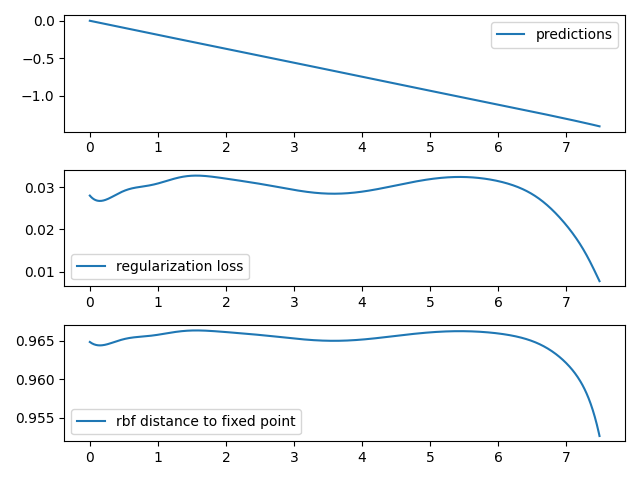 0.0
−0.5
−1.0
predictions
0 1 2 3 4 5 6 7
0.03
0.02
0.01
regularization loss
0 1 2 3 4 5 6 7
0.965
0.960
0.955
rbf distance to fixed point
0 1 2 3 4 5 6 7